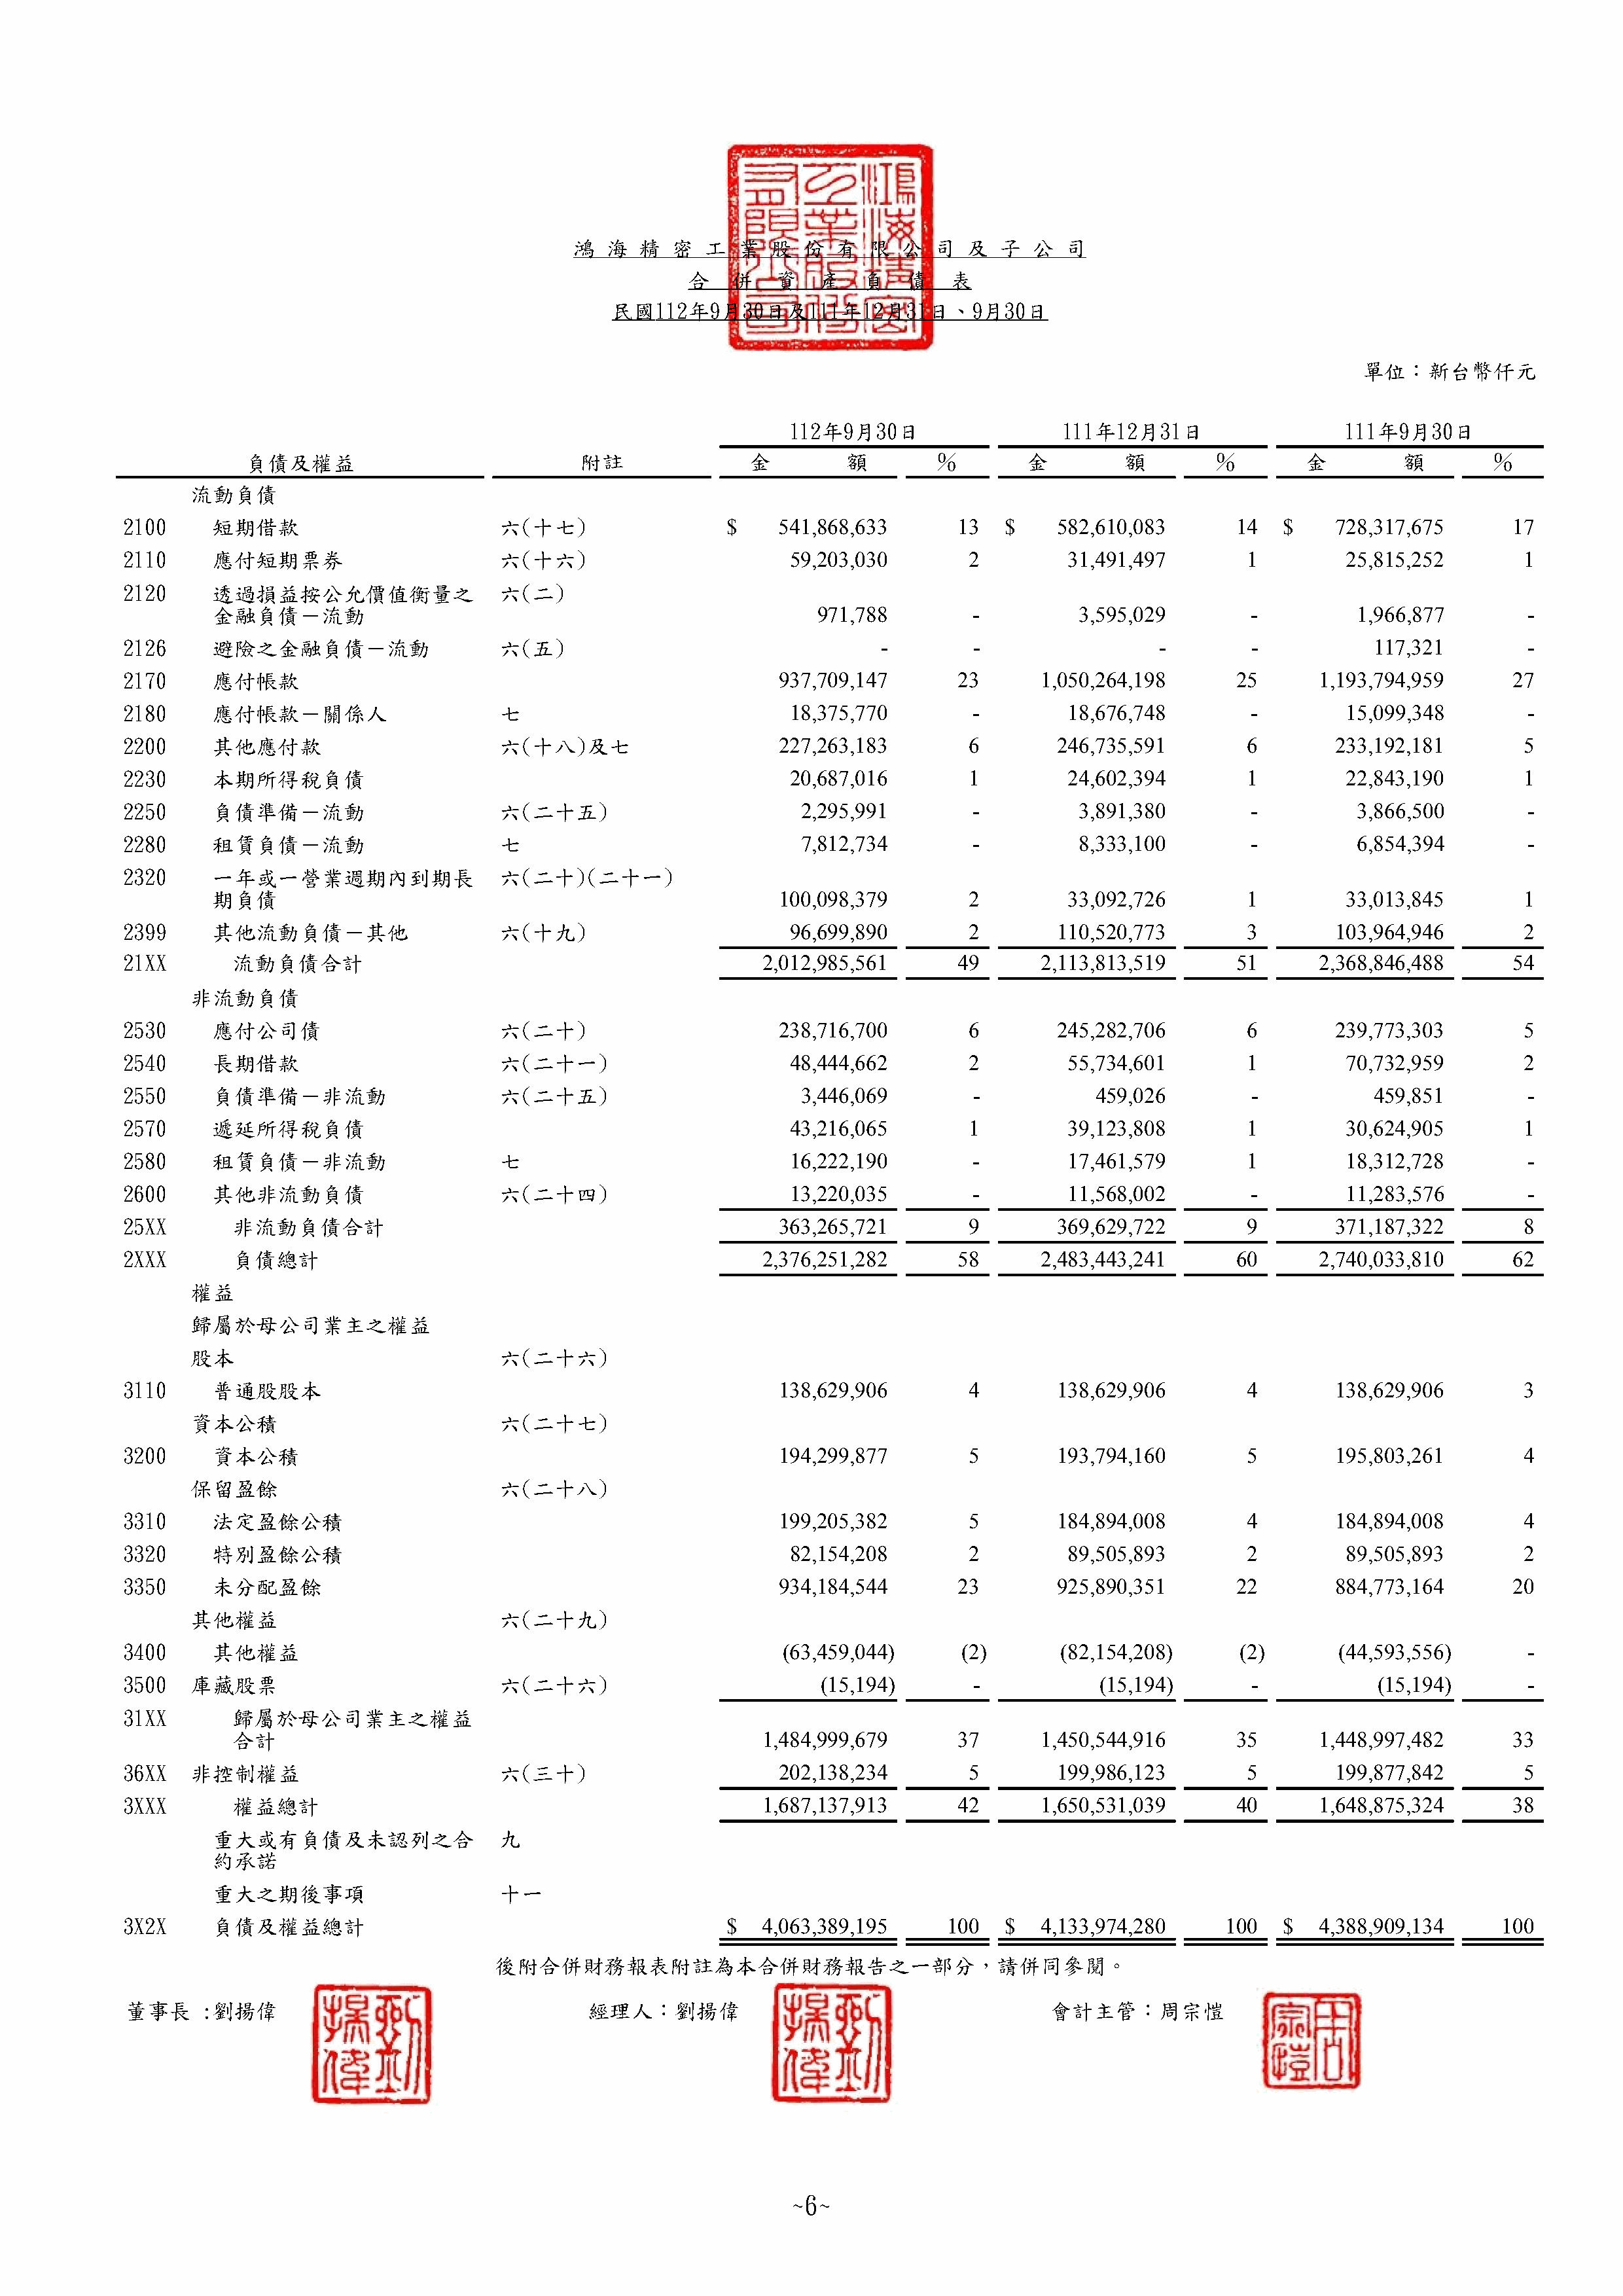 鴻海精密工業股份有限公司及子公司
合併資產負債表
民國112年9月30日及111年12月31日、9月30日
單位：新台幣仟元
112年9月30日 111年12月31日 111年9月30日
負債及權益 附註 金額 % 金額 % 金額 %
流動負債
2100 短期借款 六(十七) $ 541,868,633 13 $ 582,610,083 14 $ 728,317,675 17
2110 應付短期票券 六(十六) 59,203,030 2 31,491,497 1 25,815,252 1
2120 透過損益按公允價值衡量之 六(二)
金融負債－流動 971,788 - 3,595,029 - 1,966,877 -
2126 避險之金融負債－流動 六(五) - - - - 117,321 -
2170 應付帳款 937,709,147 23 1,050,264,198 25 1,193,794,959 27
2180 應付帳款－關係人 七 18,375,770 - 18,676,748 - 15,099,348 -
2200 其他應付款 六(十八)及七 227,263,183 6 246,735,591 6 233,192,181 5
2230 本期所得稅負債 20,687,016 1 24,602,394 1 22,843,190 1
2250 負債準備－流動 六(二十五) 2,295,991 - 3,891,380 - 3,866,500 -
2280 租賃負債－流動 七 7,812,734 - 8,333,100 - 6,854,394 -
2320 一年或一營業週期內到期長 六(二十)(二十一)
期負債 100,098,379 2 33,092,726 1 33,013,845 1
2399 其他流動負債－其他 六(十九) 96,699,890 2 110,520,773 3 103,964,946 2
21XX 流動負債合計 2,012,985,561 49 2,113,813,519 51 2,368,846,488 54
非流動負債
2530 應付公司債 六(二十) 238,716,700 6 245,282,706 6 239,773,303 5
2540 長期借款 六(二十一) 48,444,662 2 55,734,601 1 70,732,959 2
2550 負債準備－非流動 六(二十五) 3,446,069 - 459,026 - 459,851 -
2570 遞延所得稅負債 43,216,065 1 39,123,808 1 30,624,905 1
2580 租賃負債－非流動 七 16,222,190 - 17,461,579 1 18,312,728 -
2600 其他非流動負債 六(二十四) 13,220,035 - 11,568,002 - 11,283,576 -
25XX 非流動負債合計 363,265,721 9 369,629,722 9 371,187,322 8
2XXX 負債總計 2,376,251,282 58 2,483,443,241 60 2,740,033,810 62
權益
歸屬於母公司業主之權益
股本 六(二十六)
3110 普通股股本 138,629,906 4 138,629,906 4 138,629,906 3
資本公積 六(二十七)
3200 資本公積 194,299,877 5 193,794,160 5 195,803,261 4
保留盈餘 六(二十八)
3310 法定盈餘公積 199,205,382 5 184,894,008 4 184,894,008 4
3320 特別盈餘公積 82,154,208 2 89,505,893 2 89,505,893 2
3350 未分配盈餘 934,184,544 23 925,890,351 22 884,773,164 20
其他權益 六(二十九)
3400 其他權益 (63,459,044) (2) (82,154,208) (2) (44,593,556) -
3500 庫藏股票 六(二十六) (15,194) - (15,194) - (15,194) -
31XX 歸屬於母公司業主之權益
合計 1,484,999,679 37 1,450,544,916 35 1,448,997,482 33
36XX 非控制權益 六(三十) 202,138,234 5 199,986,123 5 199,877,842 5
3XXX 權益總計 1,687,137,913 42 1,650,531,039 40 1,648,875,324 38
重大或有負債及未認列之合 九
約承諾
重大之期後事項 十一
3X2X 負債及權益總計 $ 4,063,389,195 100 $ 4,133,974,280 100 $ 4,388,909,134 100
後附合併財務報表附註為本合併財務報告之一部分，請併同參閱。
董事長：劉揚偉 經理人：劉揚偉 會計主管：周宗愷
~6~